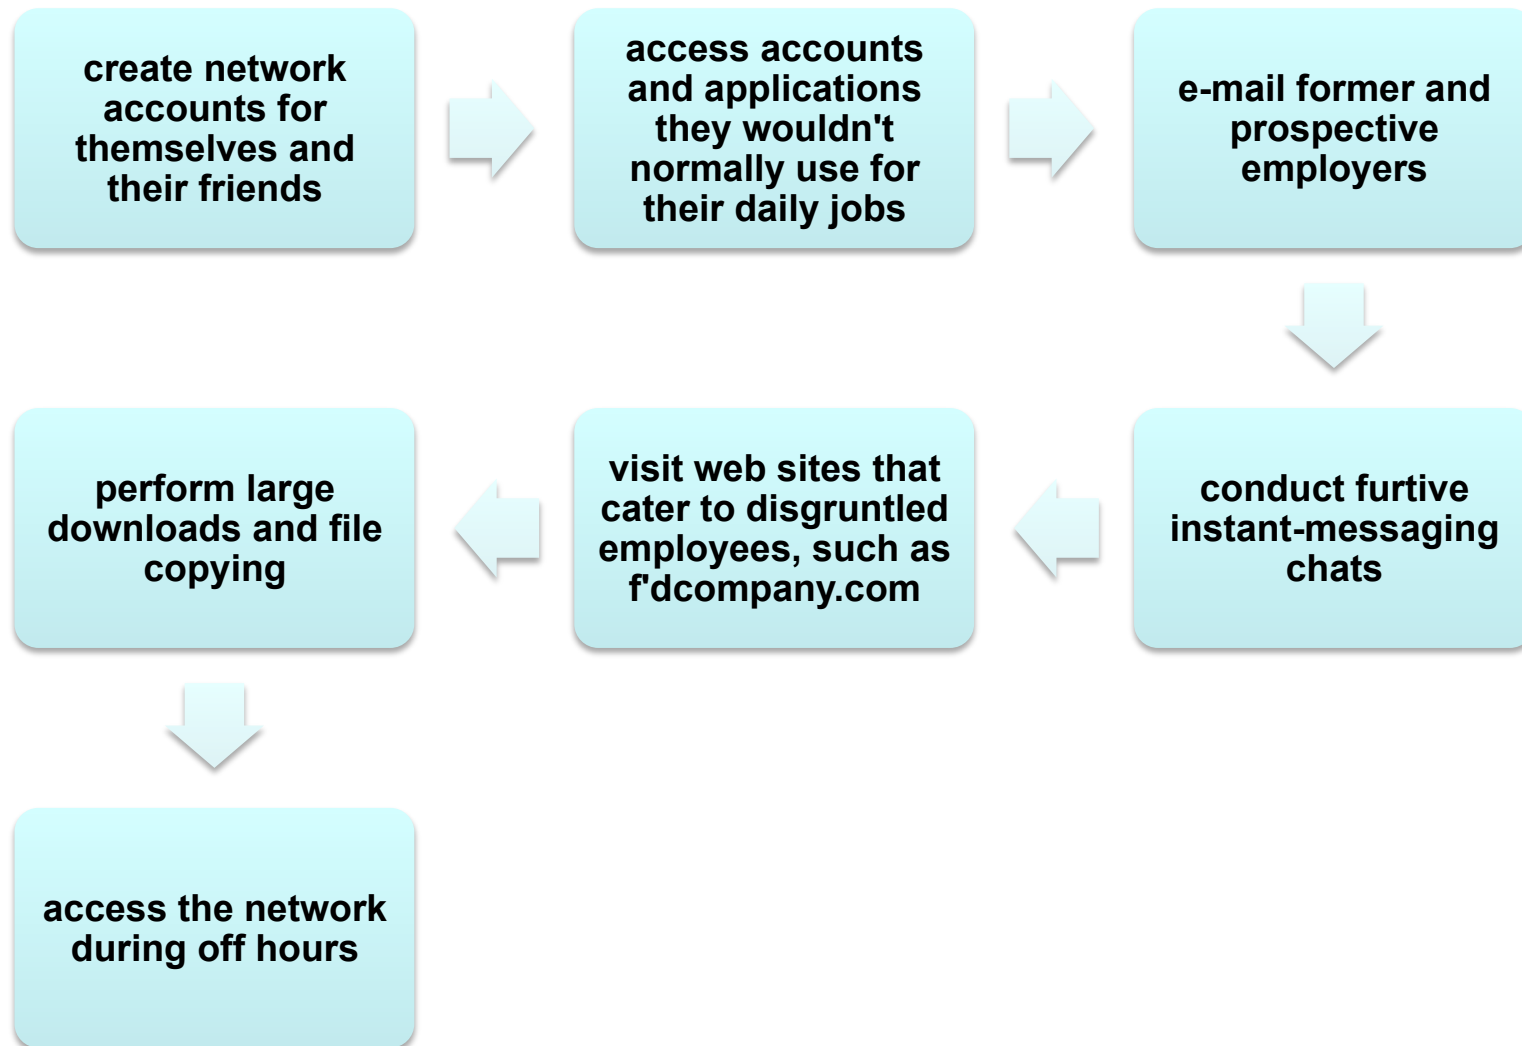 create network
accounts for
themselves and
their friends
access accounts
and applications
they wouldn't
normally use for
their daily jobs
e-mail former and
prospective
employers
conduct furtive
instant-messaging
chats
visit web sites that
cater to disgruntled
employees, such as
f'dcompany.com
perform large
downloads and file
copying
access the network
during off hours